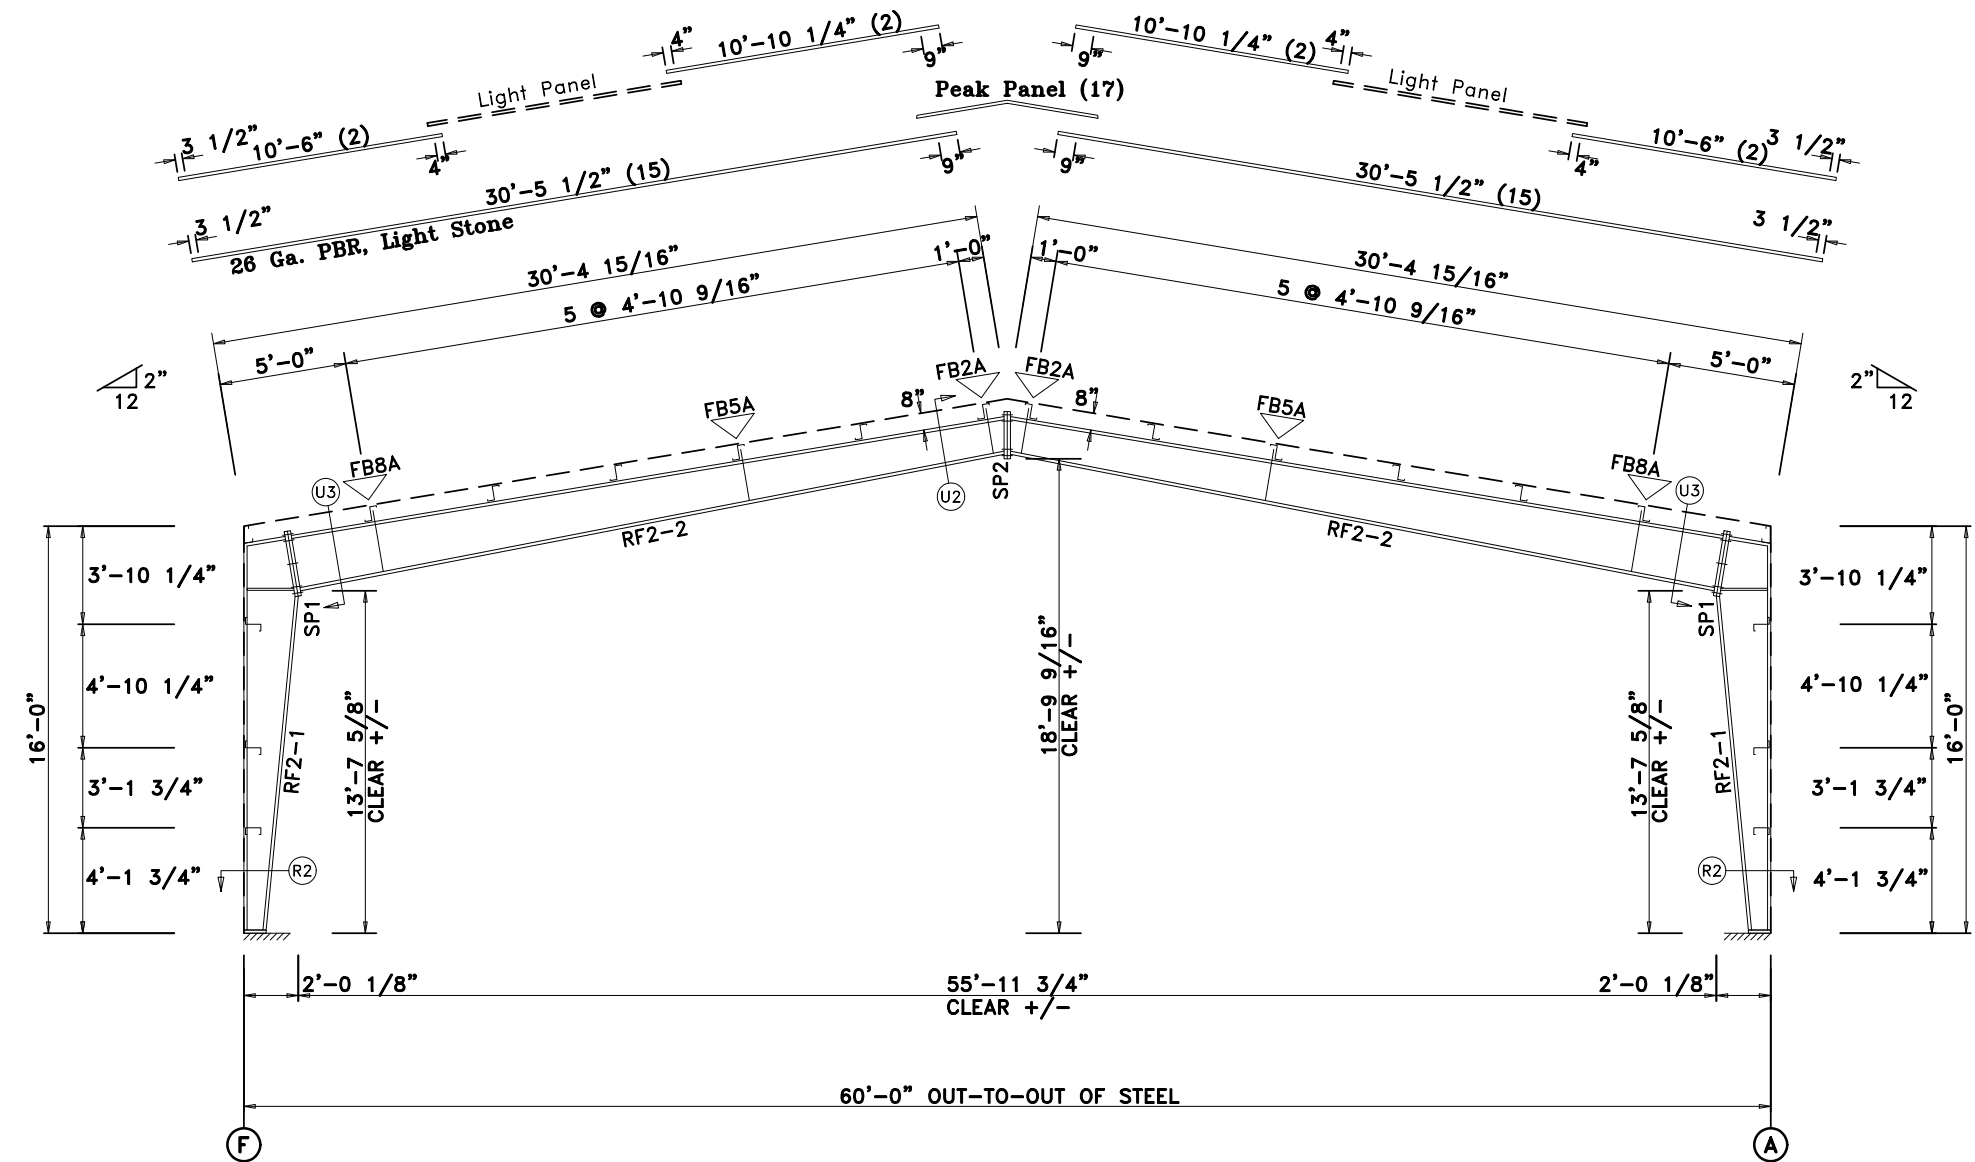 4” 10’-10 1/4” (2) 9”
10’-10 1/4” (2) 4” 9”
Light Panel
Light Panel
Peak Panel (17)
3 1/2” 10’-6” (2) 4”
10’-6” (2) 3 1/2” 4”
30’-5 1/2” (15) 9”
9” 30’-5 1/2” (15)
3 1/2”
3 1/2”
26 Ga. PBR, Light Stone
30’-4 15/16” 1’-0”
1’-0” 30’-4 15/16”
5 @ 4’-10 9/16”
5 @ 4’-10 9/16”
5’-0”
5’-0”
2”
12
2”
12
FB2A FB2A
8” 8”
FB5A FB5A
FB8A FB8A
U3 U2 U3
SP2
RF2-2 RF2-2
SP1 SP1
3’-10 1/4” 3’-10 1/4”
4’-10 1/4” 4’-10 1/4”
3’-1 3/4” 3’-1 3/4”
4’-1 3/4” 4’-1 3/4”
16’-0” 16’-0”
RF2-1 RF2-1
13’-7 5/8”
CLEAR +/-
18’-9 9/16”
CLEAR +/-
13’-7 5/8”
CLEAR +/-
R2 R2
2’-0 1/8” 55’-11 3/4” 2’-0 1/8”
CLEAR +/-
60’-0” OUT-TO-OUT OF STEEL
F A